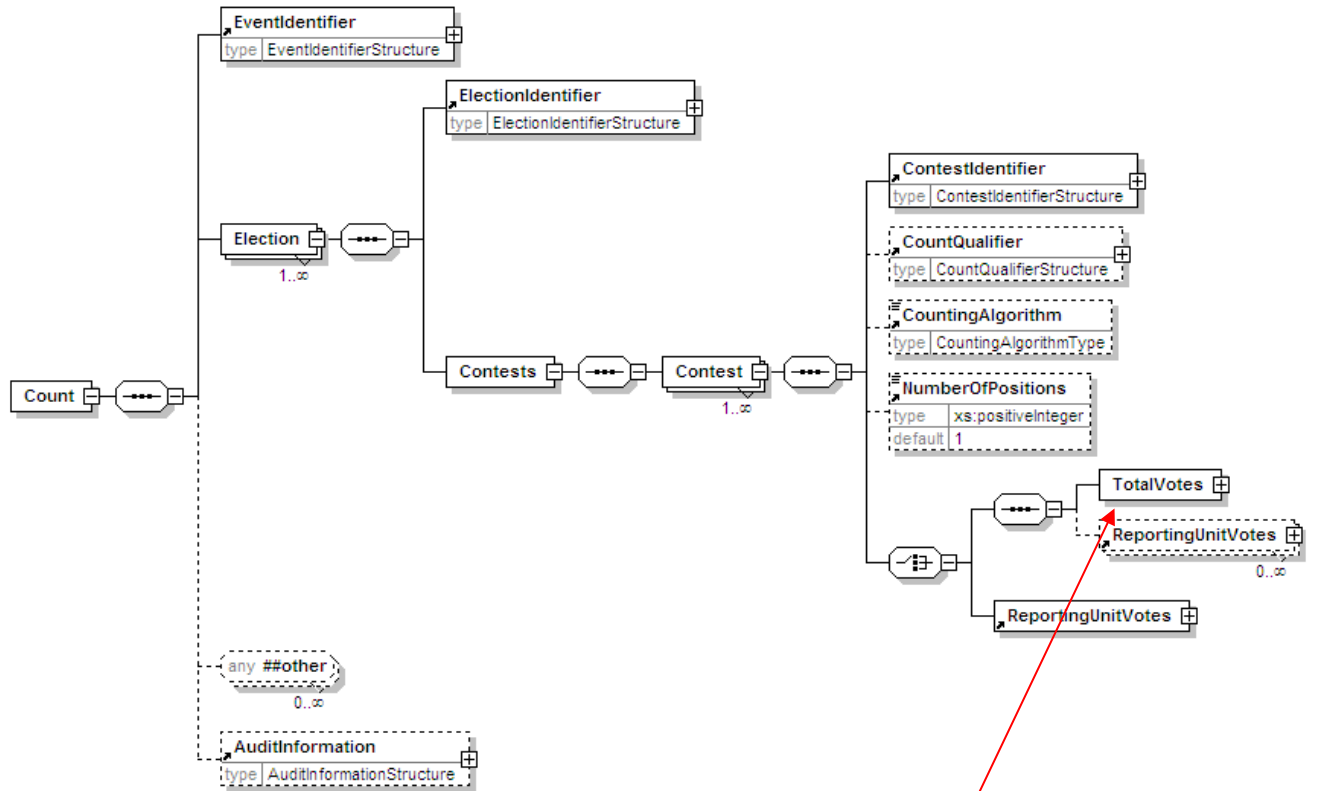 EventIdentifier
type EventIdentifierStructure
ElectionIdentifier
type ElectionIdentifierStructure
ContestIdentifier
type ContestIdentifierStructure
Election
1..∞
CountQualifier
type CountQualifierStructure
CountingAlgorithm
type CountingAlgorithmType
Contests
Contest
1..∞
NumberOfPositions
type xs:positiveInteger
default 1
Count
TotalVotes
ReportingUnitVotes
0..∞
ReportingUnitVotes
any ##other
0..∞
AuditInformation
type AuditInformationStructure